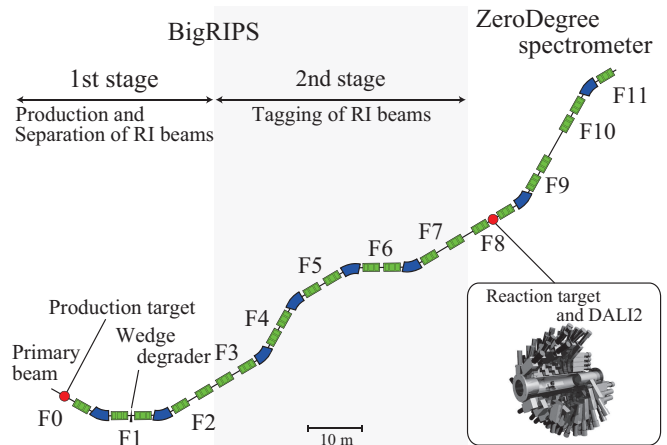 BigRIPS
ZeroDegree
spectrometer
1st stage
2nd stage
Production and
Separation of RI beams
Tagging of RI beams
F11
F10
F9
F8
F7
F6
F5
F4
F3
F2
F1
F0
Production target
Wedge
degrader
Primary
beam
10 m
Reaction target
and DALI2